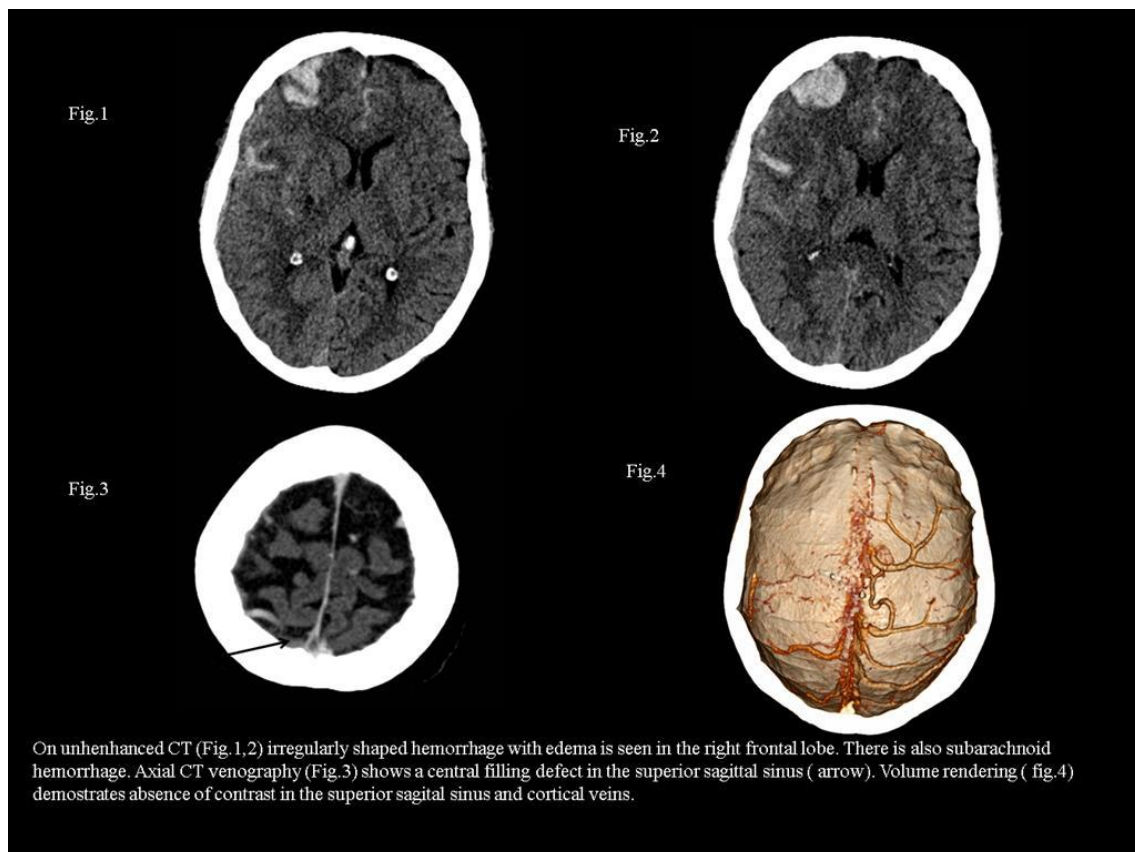 Fig.1
Fig.2
Fig.3
Fig.4
On unhenhanced CT (Fig.1,2) irregularly shaped hemorrhage with edema is seen in the right frontal lobe. There is also subarachnoid
hemorrhage. Axial CT venography (Fig.3) shows a central filling defect in the superior sagittal sinus ( arrow). Volume rendering ( fig.4)
demostrates absence of contrast in the superior sagital sinus and cortical veins.